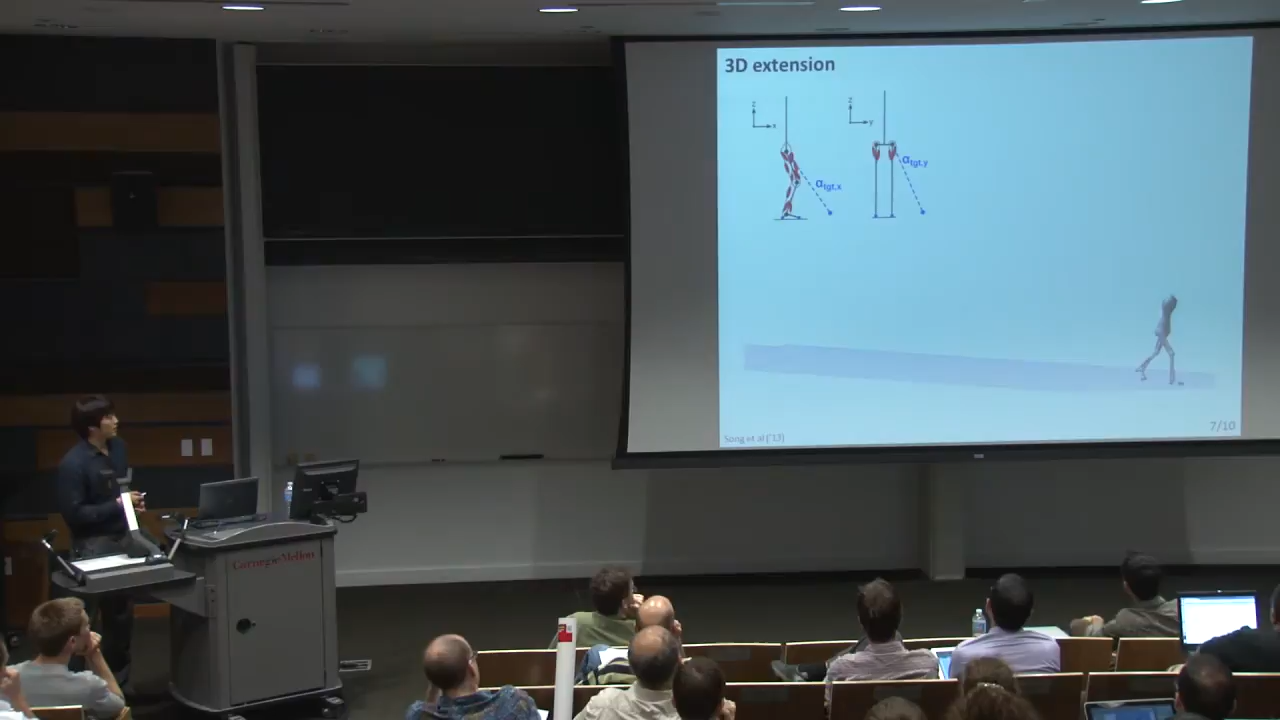 3D extension
z
x
z
y
αtgt,x
αtgt,y
Song et al ('13)
7/10
Carnegie Mellon